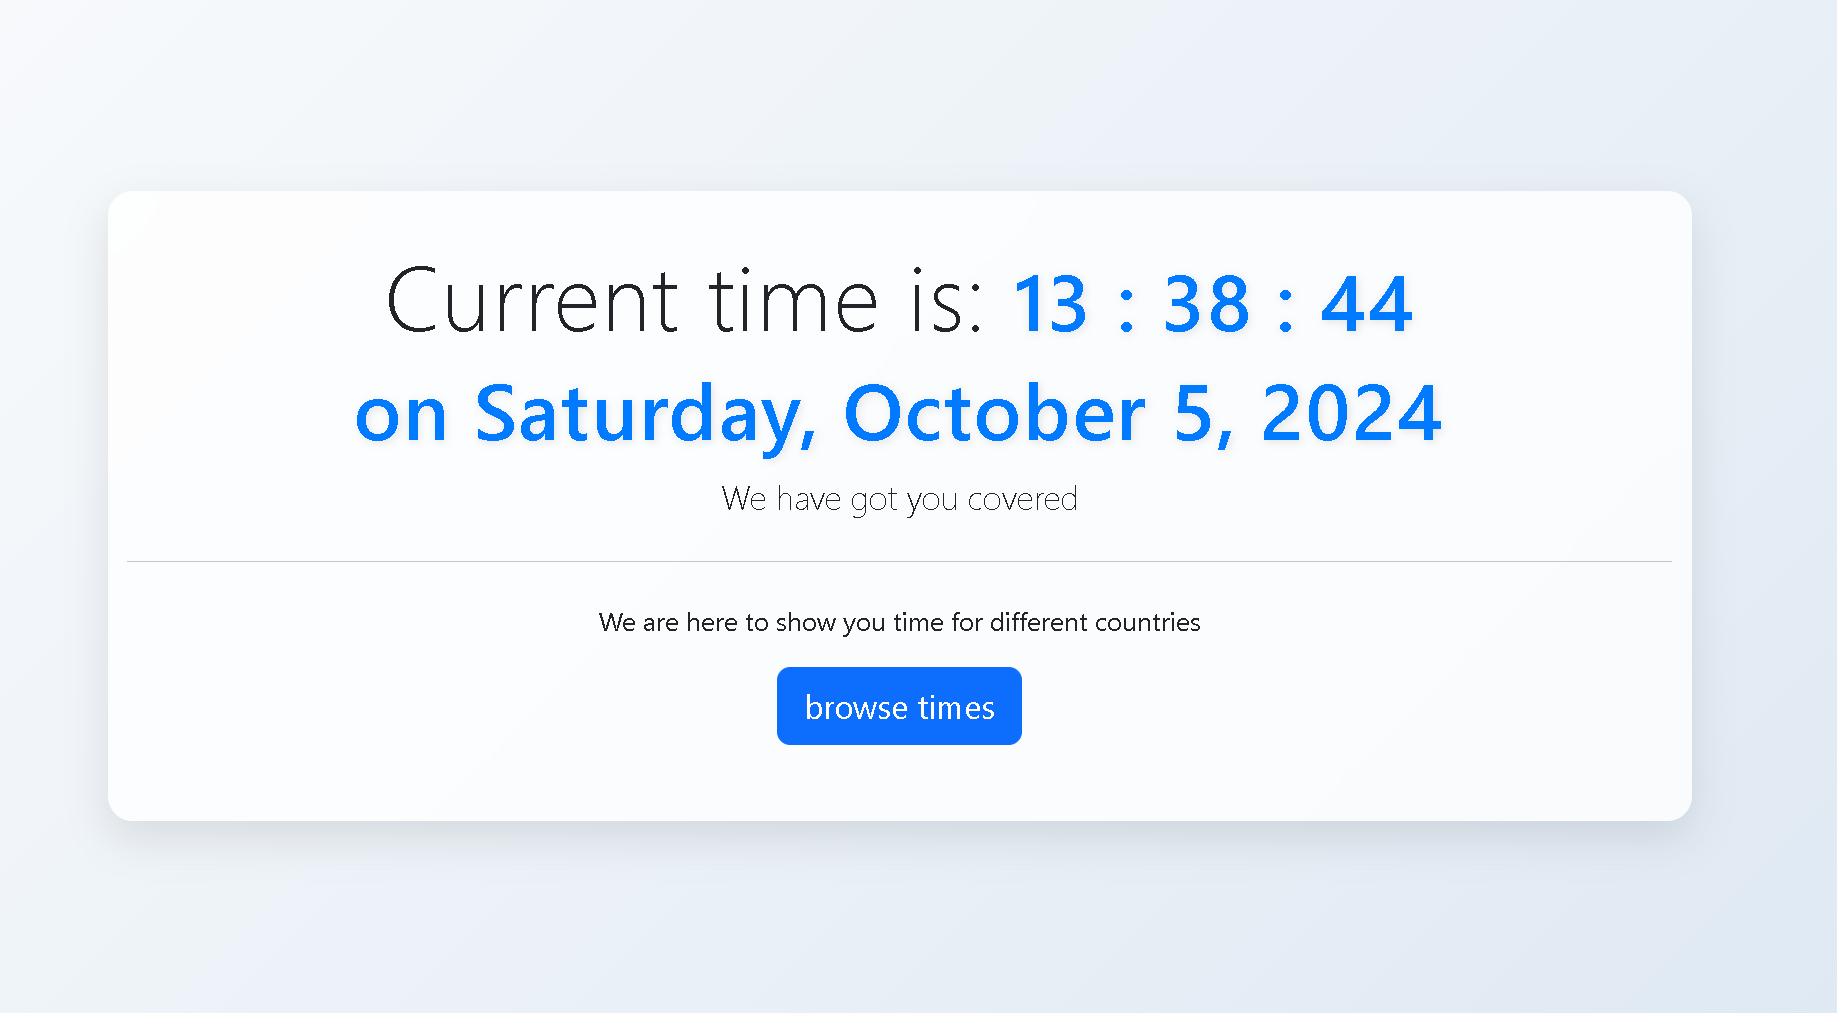 Current time is: 13 : 38 : 44
on Saturday, October 5, 2024
We have got you covered
We are here to show you time for different countries
browse times